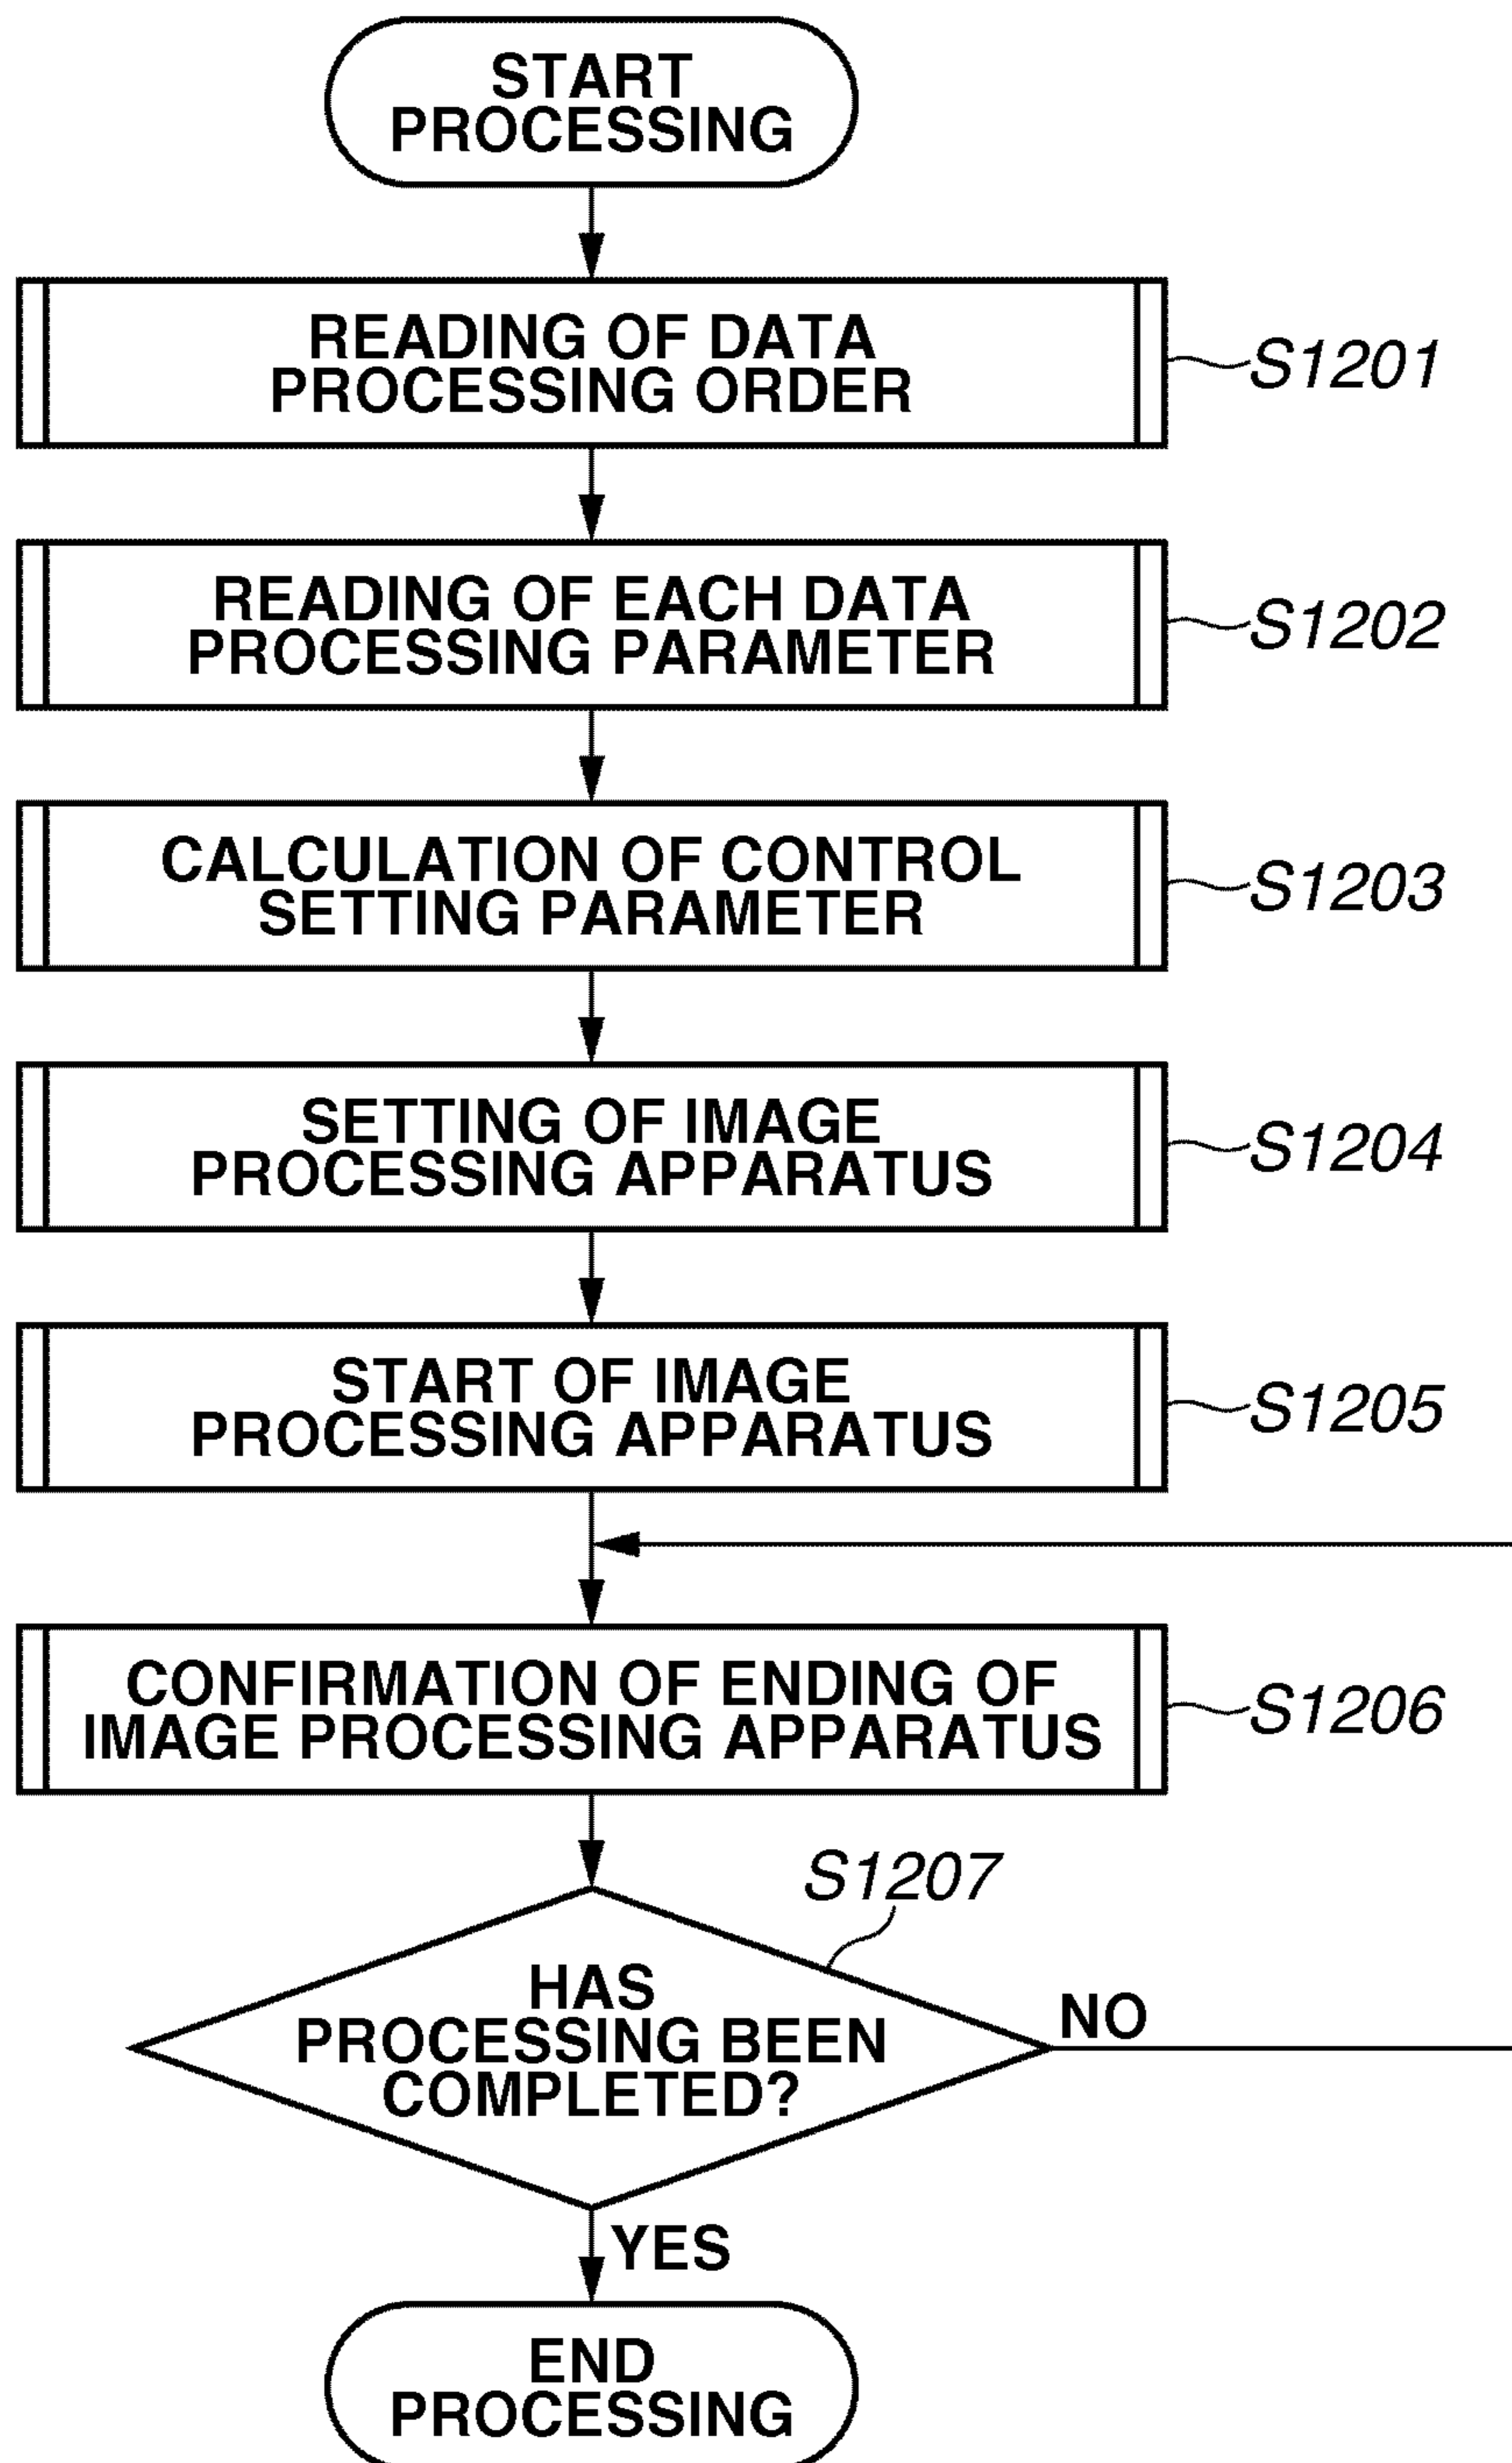 START
PROCESSING
READING OF DATA
PROCESSING ORDER
S1201
READING OF EACH DATA
PROCESSING PARAMETER
S1202
CALCULATION OF CONTROL
SETTING PARAMETER
S1203
SETTING OF IMAGE
PROCESSING APPARATUS
S1204
START OF IMAGE
PROCESSING APPARATUS
S1205
CONFIRMATION OF ENDING OF
IMAGE PROCESSING APPARATUS
S1206
S1207
HAS
PROCESSING BEEN
COMPLETED?
NO
YES
END
PROCESSING